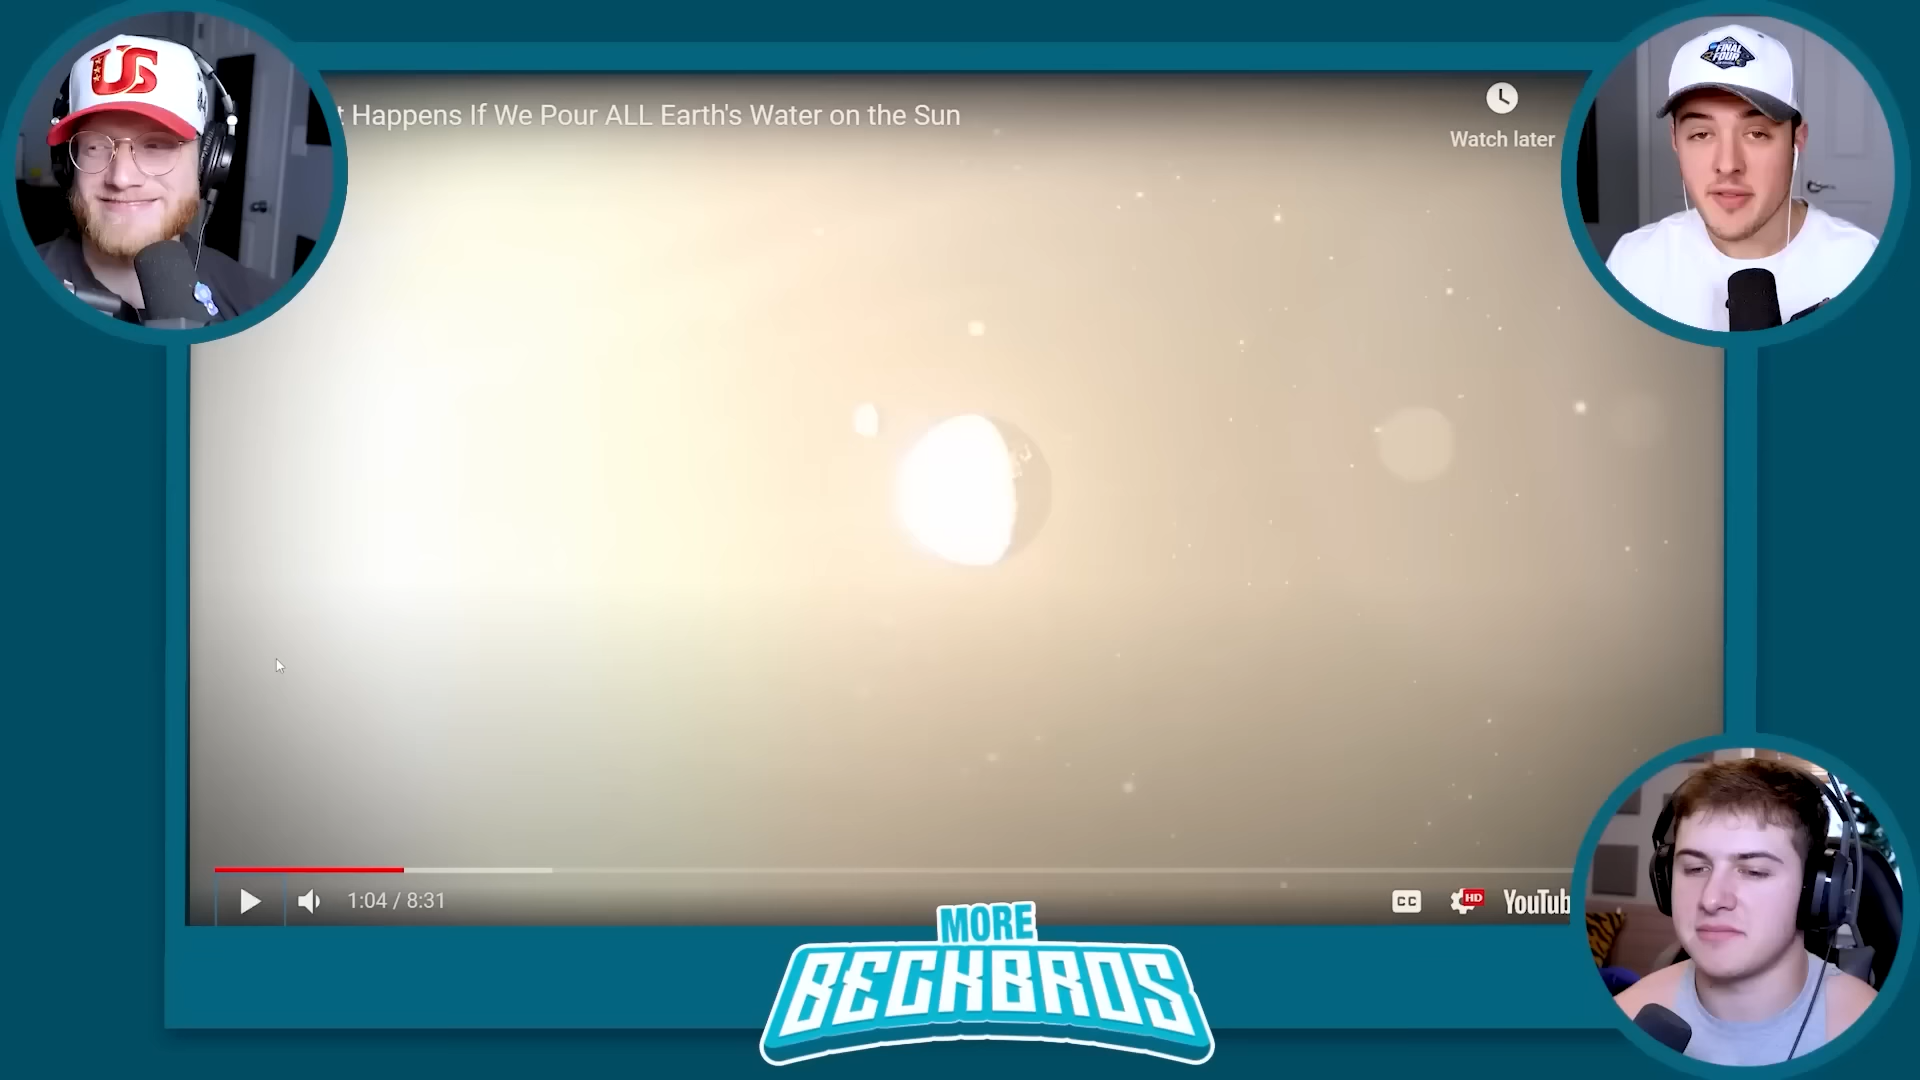 US
FINAL
FOUR
t Happens If We Pour ALL Earth's Water on the Sun
Watch later
1:04 / 8:31
CC
HD
YouTub
MORE
BECKBROS